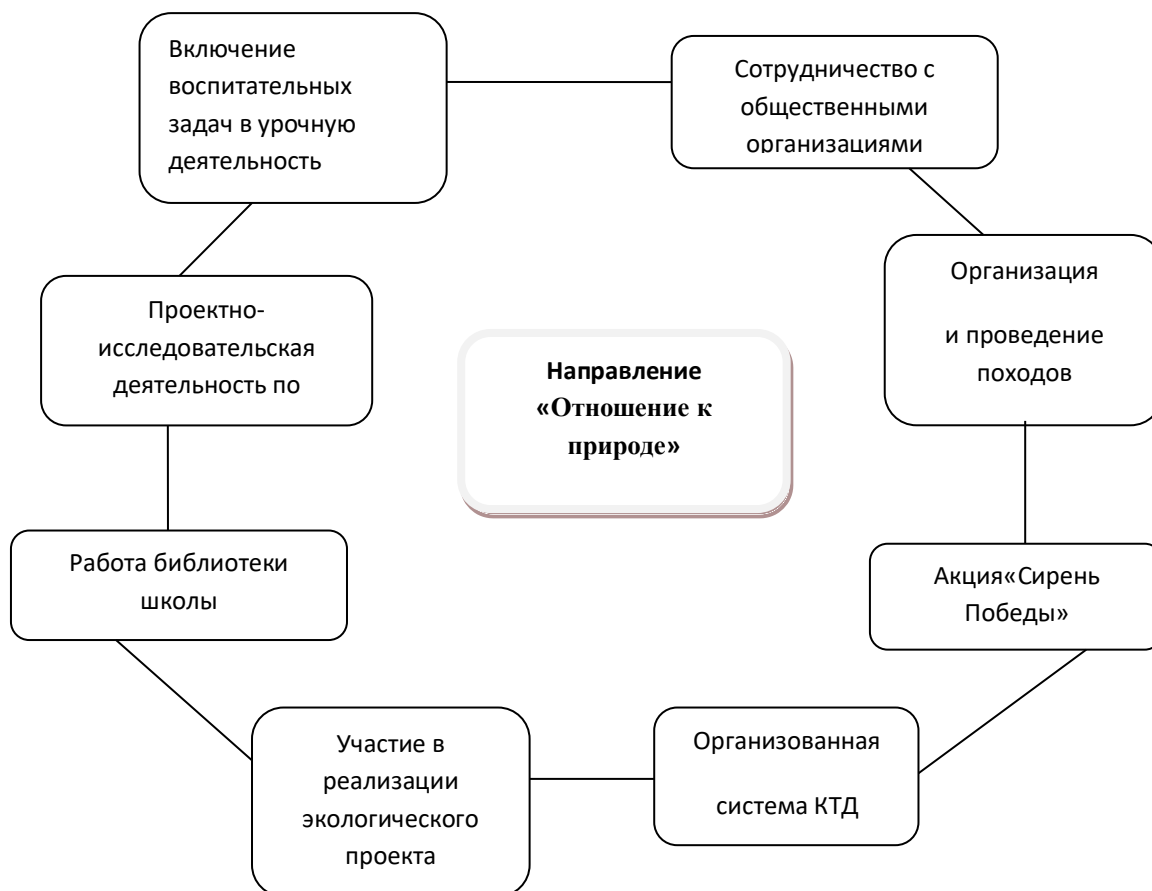 Включение
воспитательных
задач в урочную
деятельность
Сотрудничество с
общественными
организациями
Организация
и проведение
походов
Проектно-
исследовательская
деятельность по
Направление
«Отношение к
природе»
Работа библиотеки
школы
Акция«Сирень
Победы»
Участие в
реализации
экологического
проекта
Организованная
система КТД